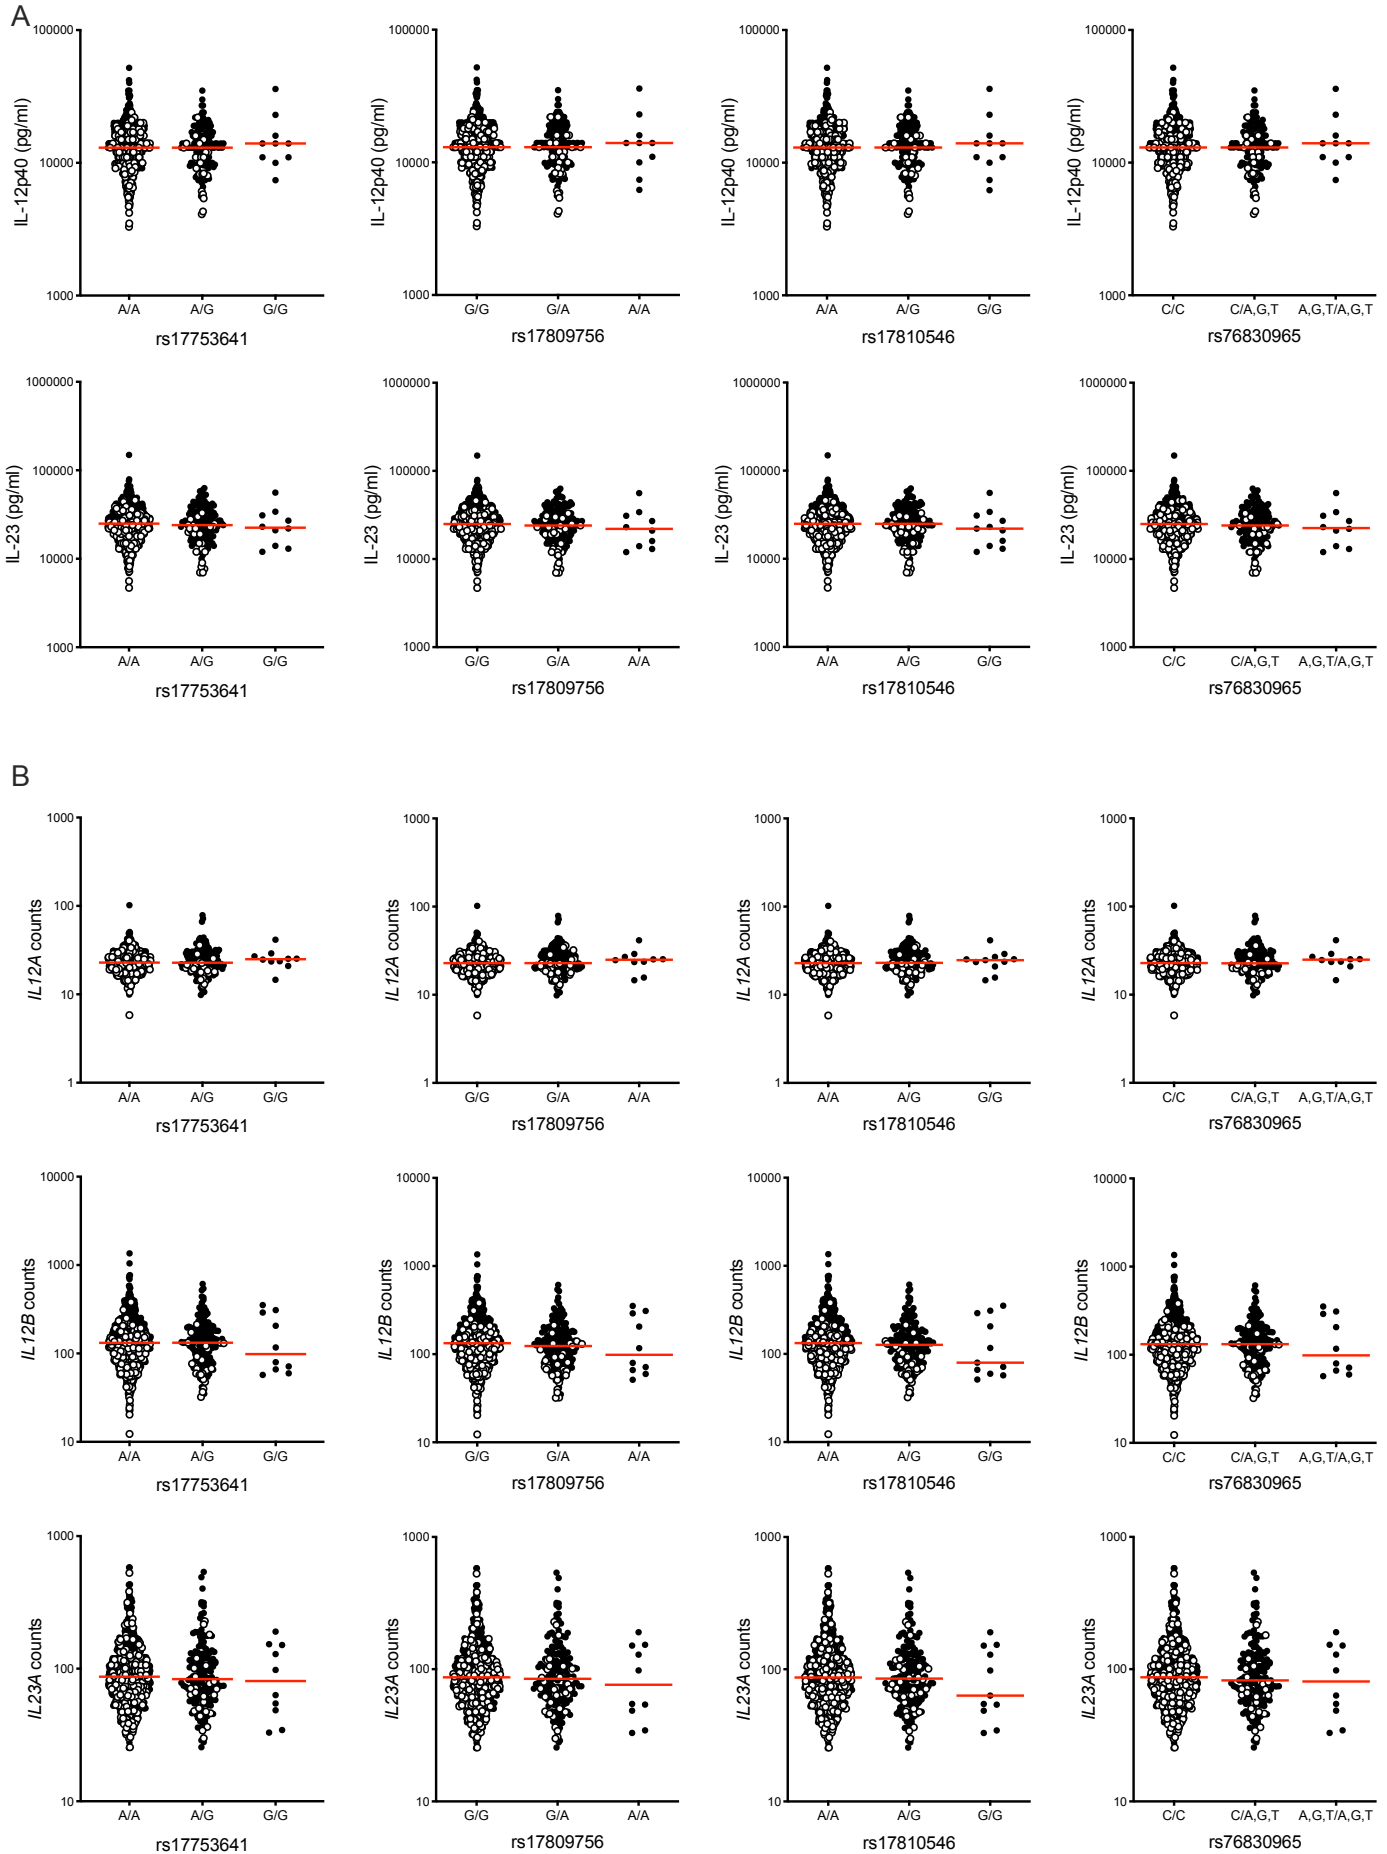 A
100000
10000
1000
IL-12p40 (pg/ml)
A/A A/G G/G
rs17753641
100000
10000
1000
IL-12p40 (pg/ml)
G/G G/A A/A
rs17809756
100000
10000
1000
IL-12p40 (pg/ml)
A/A A/G G/G
rs17810546
100000
10000
1000
IL-12p40 (pg/ml)
C/C C/A,G,T A,G,T/A,G,T
rs76830965
1000000
100000
10000
1000
IL-23 (pg/ml)
A/A A/G G/G
rs17753641
1000000
100000
10000
1000
IL-23 (pg/ml)
G/G G/A A/A
rs17809756
1000000
100000
10000
1000
IL-23 (pg/ml)
A/A A/G G/G
rs17810546
1000000
100000
10000
1000
IL-23 (pg/ml)
C/C C/A,G,T A,G,T/A,G,T
rs76830965
B
1000
100
10
1
IL12A counts
A/A A/G G/G
rs17753641
1000
100
10
1
IL12A counts
G/G G/A A/A
rs17809756
1000
100
10
1
IL12A counts
A/A A/G G/G
rs17810546
1000
100
10
1
IL12A counts
C/C C/A,G,T A,G,T/A,G,T
rs76830965
10000
1000
100
10
IL12B counts
A/A A/G G/G
rs17753641
10000
1000
100
10
IL12B counts
G/G G/A A/A
rs17809756
10000
1000
100
10
IL12B counts
A/A A/G G/G
rs17810546
10000
1000
100
10
IL12B counts
C/C C/A,G,T A,G,T/A,G,T
rs76830965
1000
100
10
IL23A counts
A/A A/G G/G
rs17753641
1000
100
10
IL23A counts
G/G G/A A/A
rs17809756
1000
100
10
IL23A counts
A/A A/G G/G
rs17810546
1000
100
10
IL23A counts
C/C C/A,G,T A,G,T/A,G,T
rs76830965